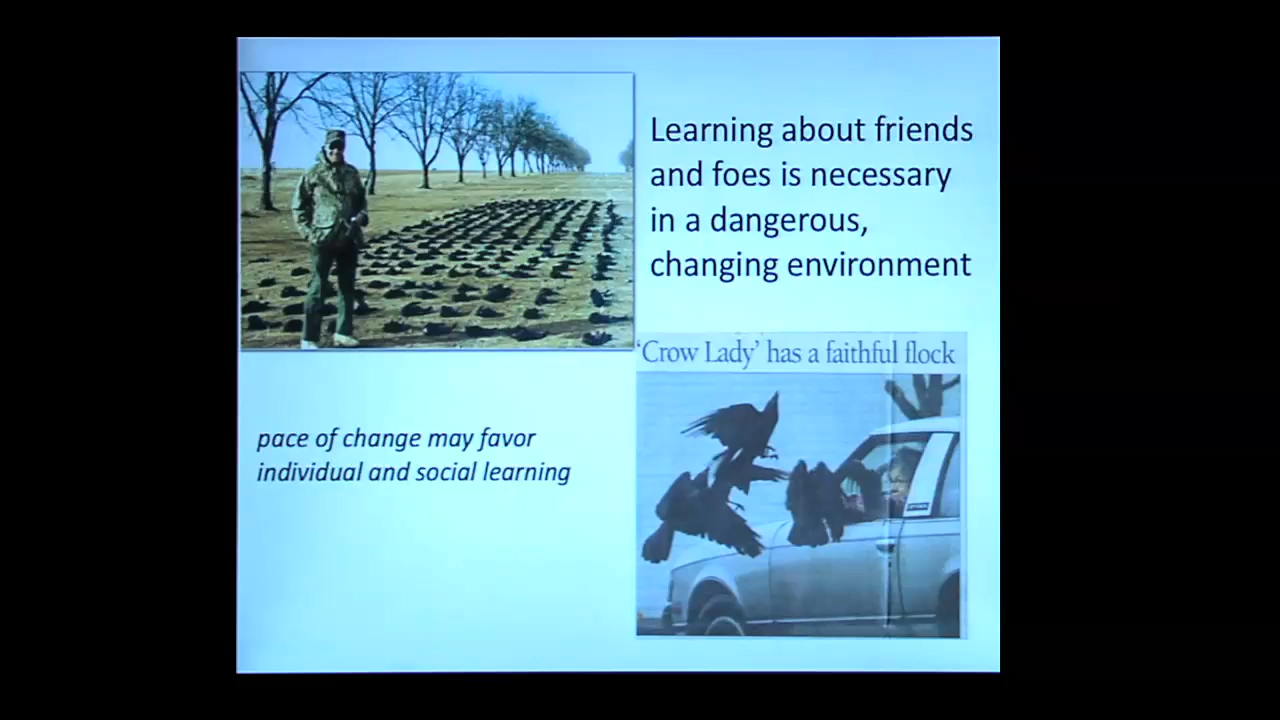 Learning about friends
and foes is necessary
in a dangerous,
changing environment
'Crow Lady' has a faithful flock
pace of change may favor
individual and social learning